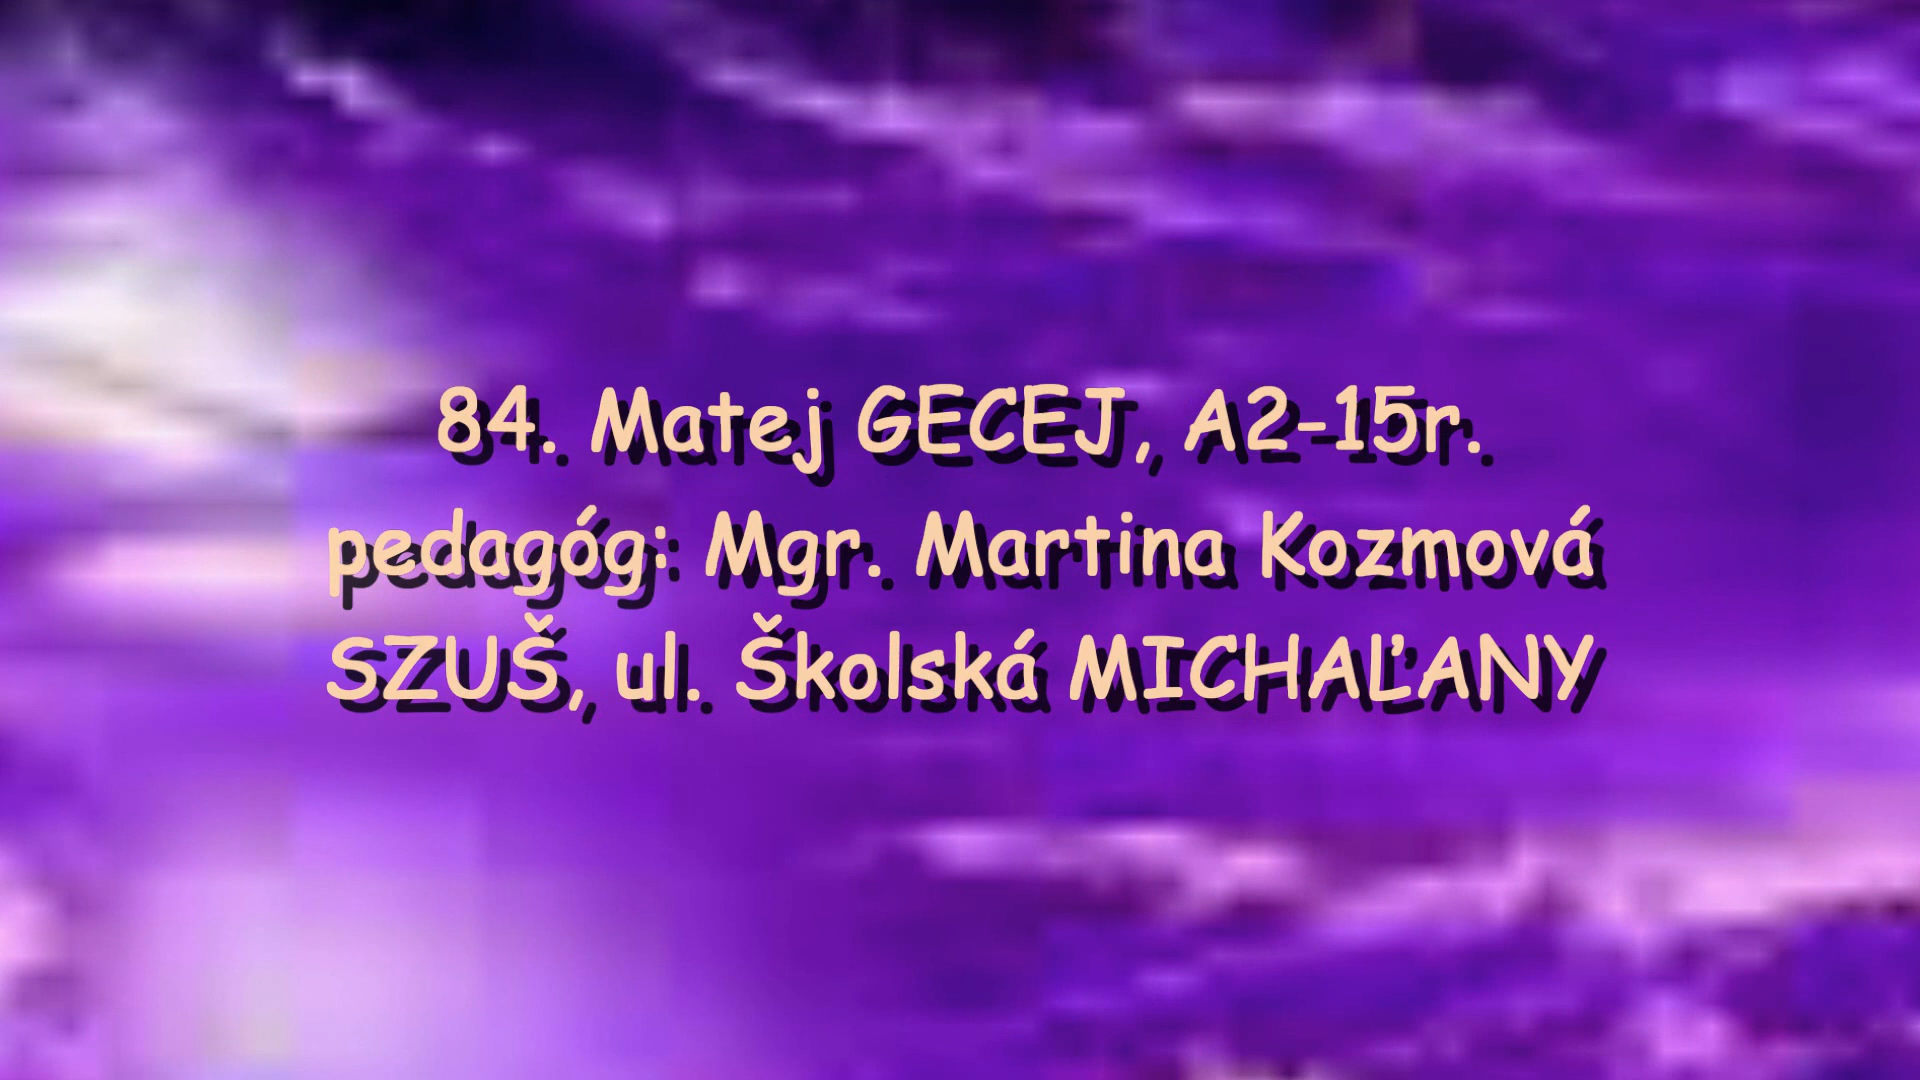 84. Matej GECEJ, A2-15r.
pedagóg: Mgr. Martina Kozmová
SZUŠ, ul. Školská MICHAĽANY